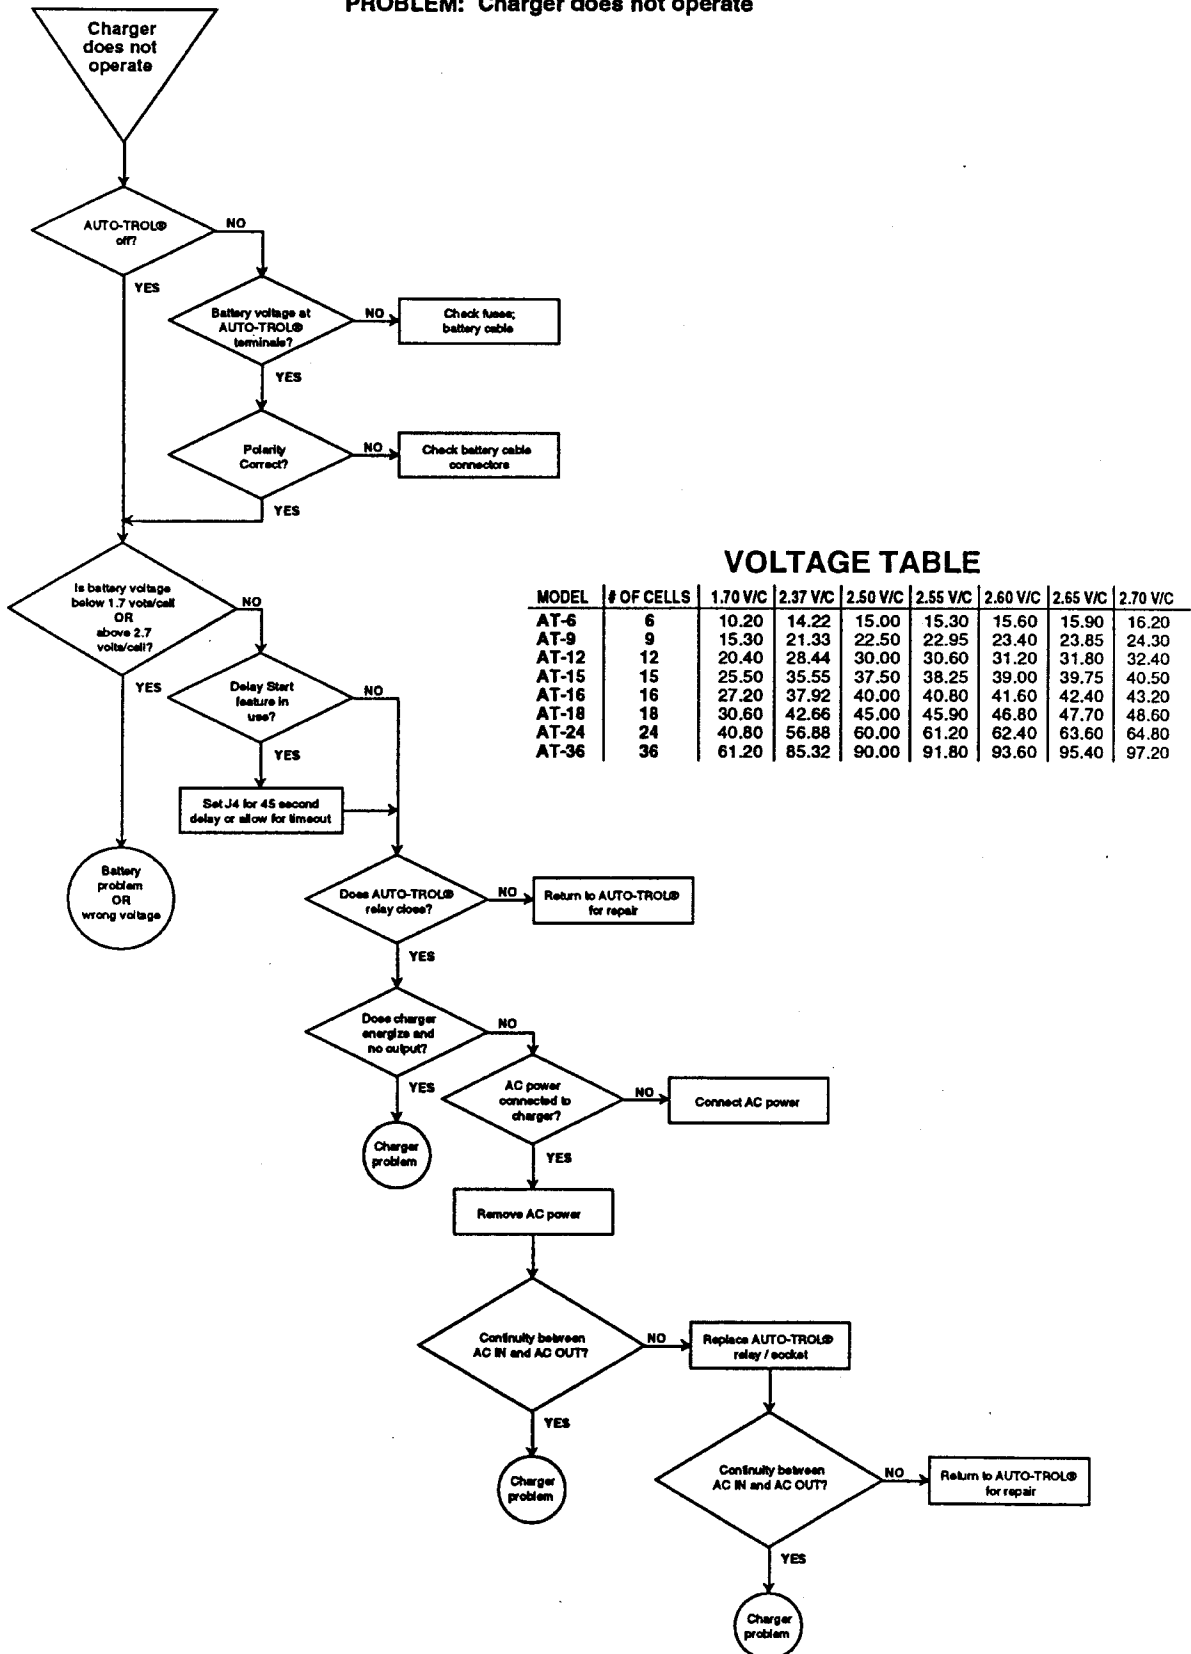 PROBLEM: Charger does not operate
Charger
does not
operate
AUTO-TROL®
off?
NO
YES
Battery voltage at
AUTO-TROL®
terminals?
NO
Check fuses;
battery cable
YES
Polarity
Correct?
NO
Check battery cable
connectors
YES
Is battery voltage
below 1.7 vots/cell
OR
above 2.7
volts/cell?
NO
YES
Delay Start
feature in
use?
NO
YES
Set J4 for 45 second
delay or allow for timeout
Battery
problem
OR
wrong voltage
VOLTAGE TABLE
MODEL # OF CELLS 1.70 V/C 2.37 V/C 2.50 V/C 2.55 V/C 2.60 V/C 2.65 V/C 2.70 V/C
AT-6 6 10.20 14.22 15.00 15.30 15.60 15.90 16.20
AT-9 9 15.30 21.33 22.50 22.95 23.40 23.85 24.30
AT-12 12 20.40 28.44 30.00 30.60 31.20 31.80 32.40
AT-15 15 25.50 35.55 37.50 38.25 39.00 39.75 40.50
AT-16 16 27.20 37.92 40.00 40.80 41.60 42.40 43.20
AT-18 18 30.60 42.66 45.00 45.90 46.80 47.70 48.60
AT-24 24 40.80 56.88 60.00 61.20 62.40 63.60 64.80
AT-36 36 61.20 85.32 90.00 91.80 93.60 95.40 97.20
Does AUTO-TROL®
relay close?
NO
Return to AUTO-TROL®
for repair
YES
Does charger
energize and
no output?
NO
YES
Charger
problem
AC power
connected to
charger?
NO
Connect AC power
YES
Remove AC power
Continuity between
AC IN and AC OUT?
NO
Replace AUTO-TROL®
relay / socket
YES
Charger
problem
Continuity between
AC IN and AC OUT?
NO
Return to AUTO-TROL®
for repair
YES
Charger
problem